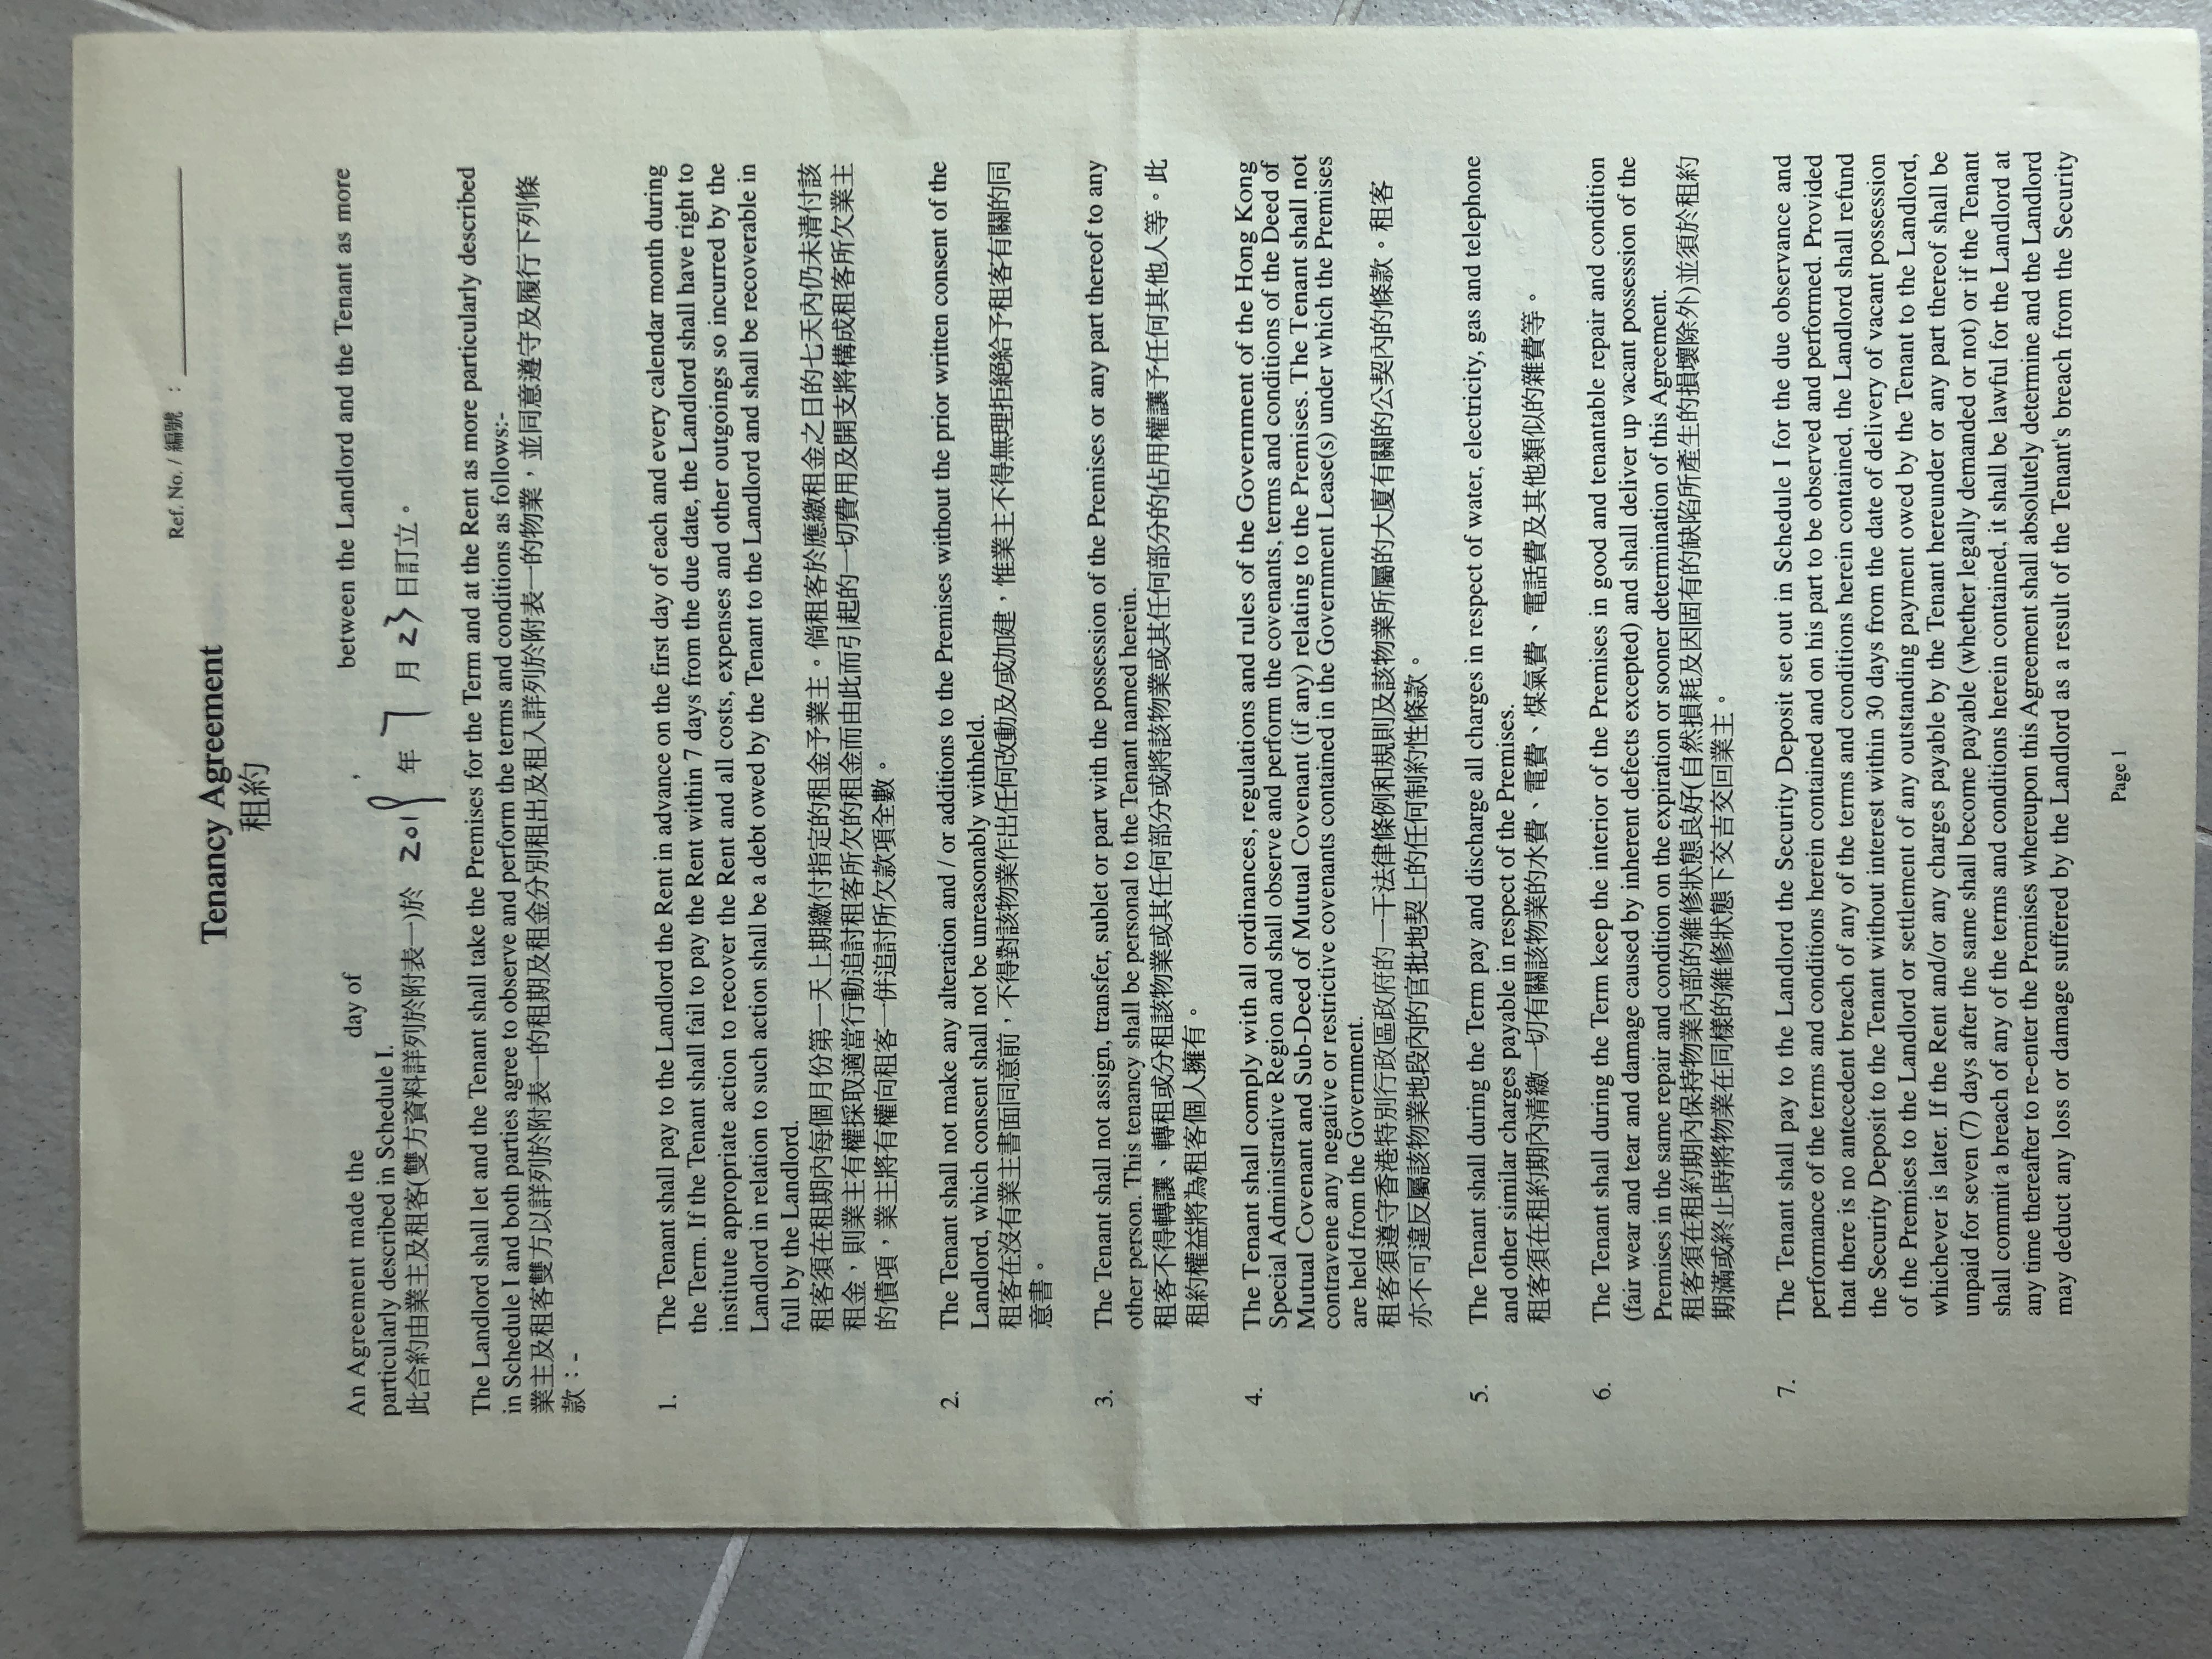 Ref. No. / 編號 :
Tenancy Agreement
租約
An Agreement made the day of , between the Landlord and the Tenant as more
particularly described in Schedule I.
此合約由業主及租客(雙方資料詳列於附表一)於 2019 年 7 月 23 日訂立。
The Landlord shall let and the Tenant shall take the Premises for the Term and at the Rent as more particularly described
in Schedule I and both parties agree to observe and perform the terms and conditions as follows:-
業主及租客雙方以詳列於附表一的租期及租金分別租出及租入詳列於附表一的物業，並同意遵守及履行下列條
款：-
1. The Tenant shall pay to the Landlord the Rent in advance on the first day of each and every calendar month during
the Term. If the Tenant shall fail to pay the Rent within 7 days from the due date, the Landlord shall have right to
institute appropriate action to recover the Rent and all costs, expenses and other outgoings so incurred by the
Landlord in relation to such action shall be a debt owed by the Tenant to the Landlord and shall be recoverable in
full by the Landlord.
租客須在租期內每個月份第一天上期繳付指定的租金予業主。倘租客於應繳租金之日的七天內仍未清付該
租金，則業主有權採取適當行動追討租客所欠的租金而由此而引起的一切費用及開支將構成租客所欠業主
的債項，業主將有權向租客一併追討所欠款項全數。
2. The Tenant shall not make any alteration and / or additions to the Premises without the prior written consent of the
Landlord, which consent shall not be unreasonably withheld.
租客在沒有業主書面同意前，不得對該物業作出任何改動及/或加建，惟業主不得無理拒絕給予租客有關的同
意書。
3. The Tenant shall not assign, transfer, sublet or part with the possession of the Premises or any part thereof to any
other person. This tenancy shall be personal to the Tenant named herein.
租客不得轉讓、轉租或分租該物業或其任何部分或將該物業或其任何部分的佔用權讓予任何其他人等。此
租約權益將為租客個人擁有。
4. The Tenant shall comply with all ordinances, regulations and rules of the Government of the Hong Kong
Special Administrative Region and shall observe and perform the covenants, terms and conditions of the Deed of
Mutual Covenant and Sub-Deed of Mutual Covenant (if any) relating to the Premises. The Tenant shall not
contravene any negative or restrictive covenants contained in the Government Lease(s) under which the Premises
are held from the Government.
租客須遵守香港特別行政區政府的一干法律條例和規則及該物業所屬的大廈有關的公契內的條款。租客
亦不可違反屬該物業地段內的官批地契上的任何制約性條款。
5. The Tenant shall during the Term pay and discharge all charges in respect of water, electricity, gas and telephone
and other similar charges payable in respect of the Premises.
租客須在租約期內清繳一切有關該物業的水費、電費、煤氣費、電話費及其他類似的雜費等。
6. The Tenant shall during the Term keep the interior of the Premises in good and tenantable repair and condition
(fair wear and tear and damage caused by inherent defects excepted) and shall deliver up vacant possession of the
Premises in the same repair and condition on the expiration or sooner determination of this Agreement.
租客須在租約期內保持物業內部的維修狀態良好(自然損耗及因固有的缺陷所產生的損壞除外)並須於租約
期滿或終止時將物業在同樣的維修狀態下交吉交回業主。
7. The Tenant shall pay to the Landlord the Security Deposit set out in Schedule I for the due observance and
performance of the terms and conditions herein contained and on his part to be observed and performed. Provided
that there is no antecedent breach of any of the terms and conditions herein contained, the Landlord shall refund
the Security Deposit to the Tenant without interest within 30 days from the date of delivery of vacant possession
of the Premises to the Landlord or settlement of any outstanding payment owed by the Tenant to the Landlord,
whichever is later. If the Rent and/or any charges payable by the Tenant hereunder or any part thereof shall be
unpaid for seven (7) days after the same shall become payable (whether legally demanded or not) or if the Tenant
shall commit a breach of any of the terms and conditions herein contained, it shall be lawful for the Landlord at
any time thereafter to re-enter the Premises whereupon this Agreement shall absolutely determine and the Landlord
may deduct any loss or damage suffered by the Landlord as a result of the Tenant's breach from the Security
Page 1